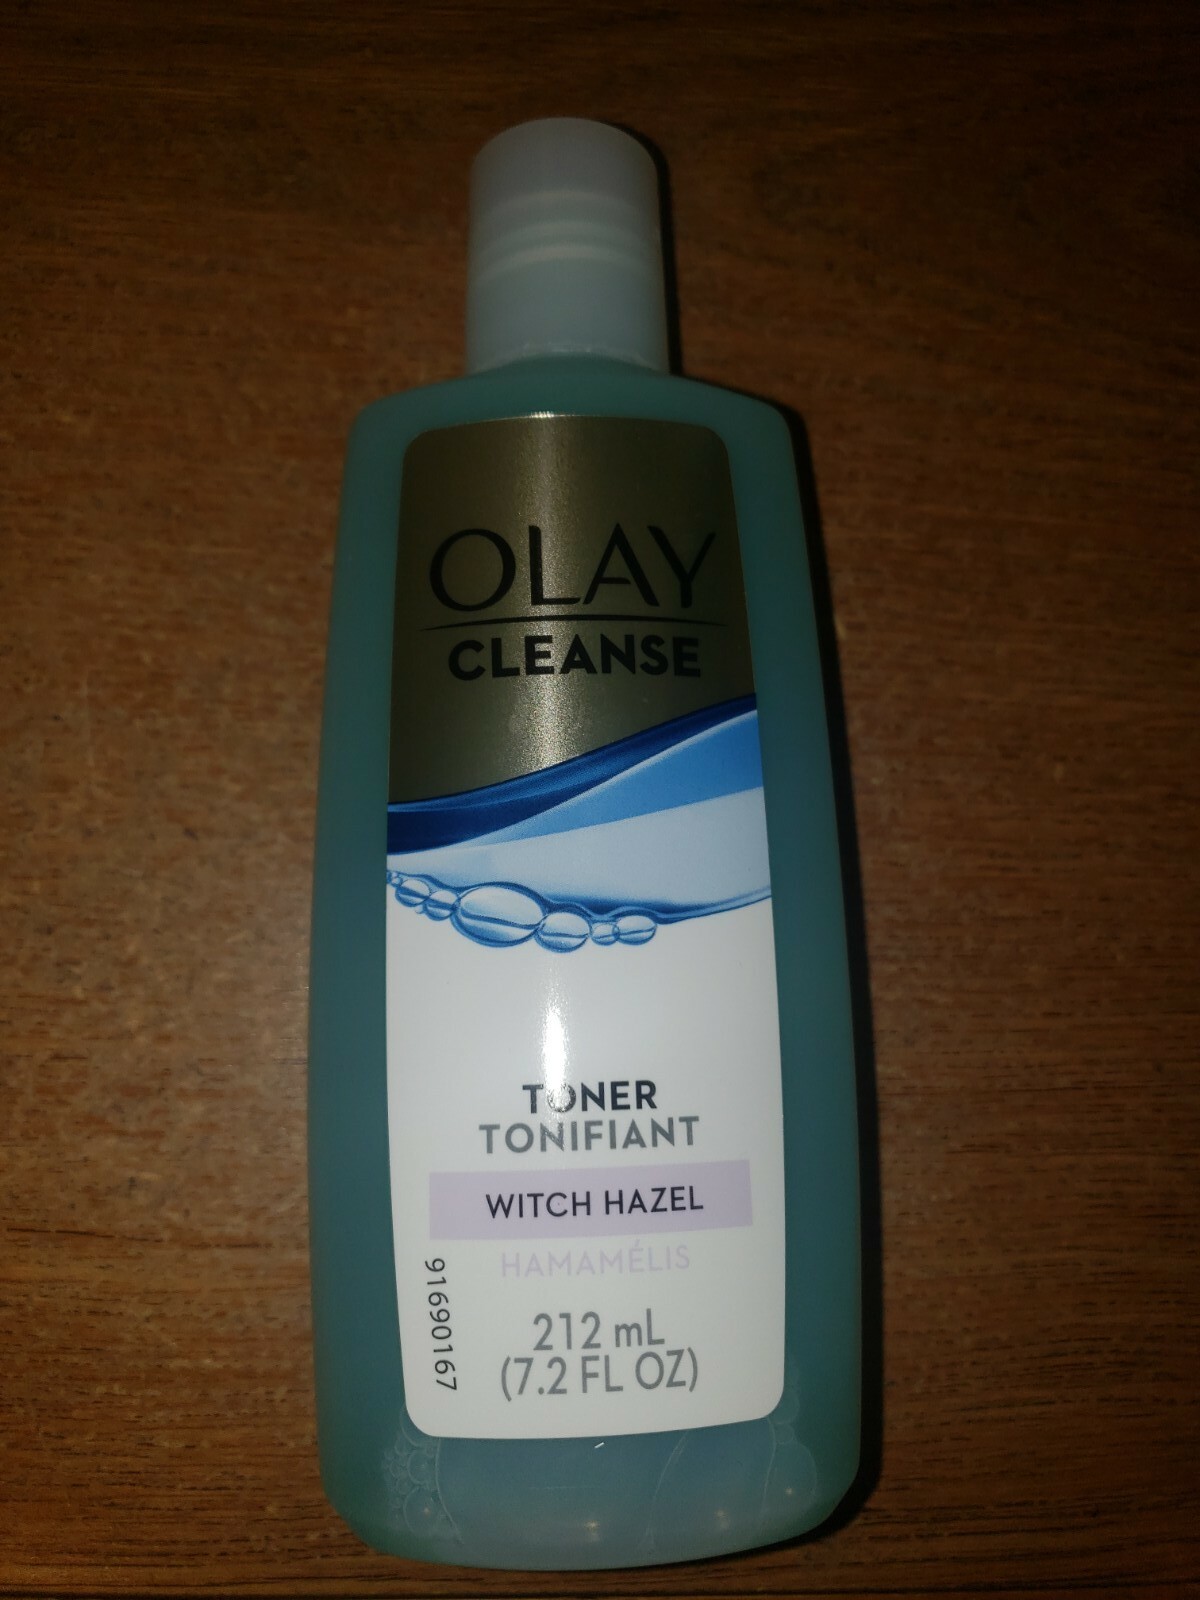 OLAY
CLEANSE
TONER
TONIFIANT
WITCH HAZEL
HAMAMÉLIS
212 mL
(7.2 FL OZ)
91690167